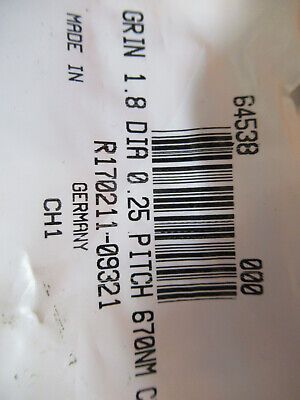 64538 000
GRIN 1.8 DIA 0.25 PITCH 670NM C
R170211-09321
MADE IN GERMANY
CH1